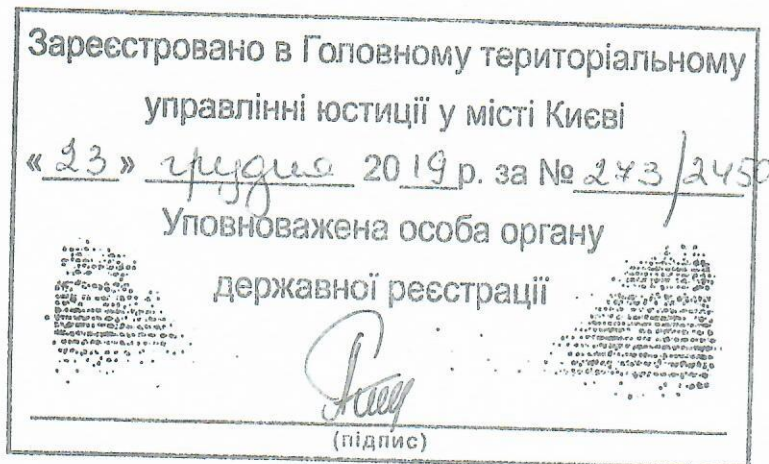 Зареєстровано в Головному територіальному
управлінні юстиції у місті Києві
«23» грудня 2019 р. за № 273/2450
Уповноважена особа органу
державної реєстрації
(підпис)